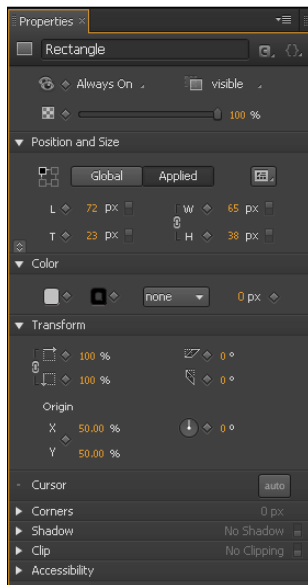 Properties ×
Rectangle
Always On visible
100 %
Position and Size
Global Applied
L 72 px W 65 px
T 23 px H 38 px
Color
none 0 px
Transform
100 % 0 °
100 % 0 °
Origin
X 50.00 % 0 °
Y 50.00 %
Cursor auto
Corners 0 px
Shadow No Shadow
Clip No Clipping
Accessibility